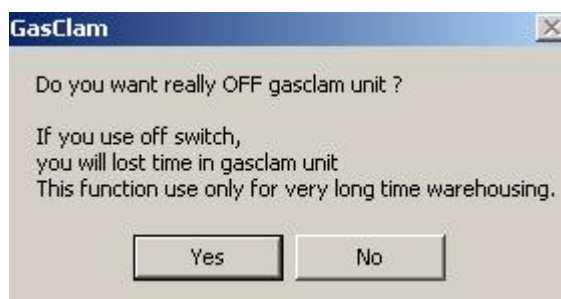 GasClam
Do you want really OFF gasclam unit ?
If you use off switch,
you will lost time in gasclam unit
This function use only for very long time warehousing.
Yes
No